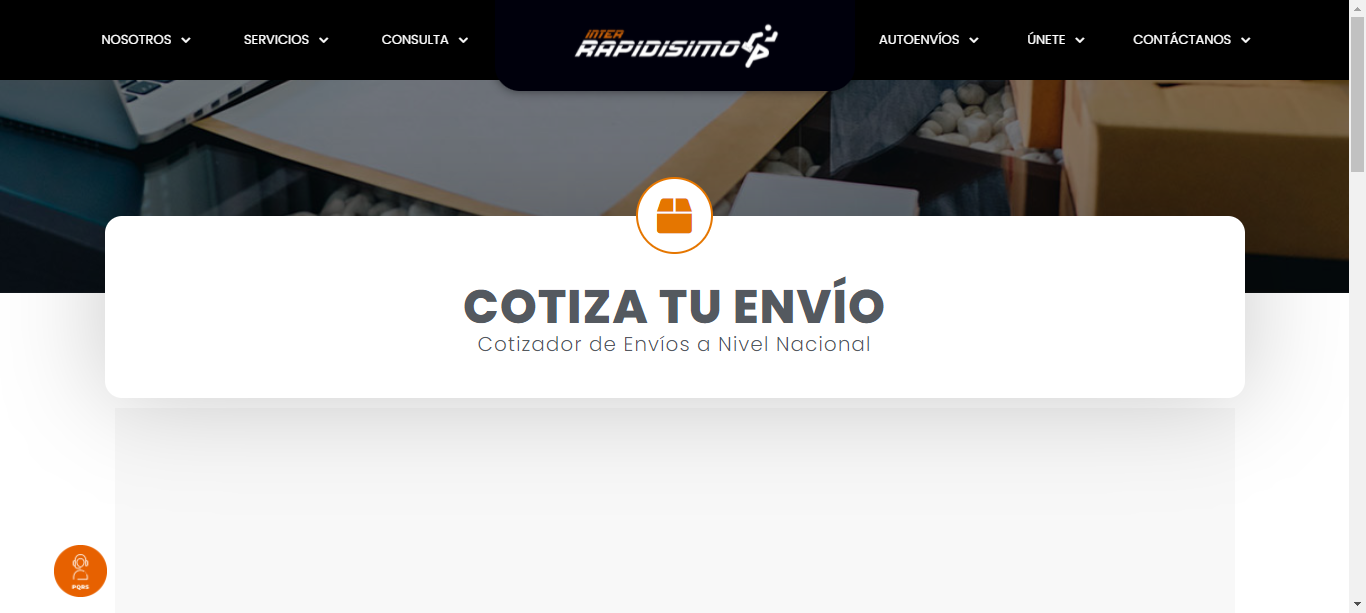 NOSOTROS
SERVICIOS
CONSULTA
INTER
RAPIDISIMO
AUTOENVÍOS
ÚNETE
CONTÁCTANOS
COTIZA TU ENVÍO
Cotizador de Envíos a Nivel Nacional
PQRS